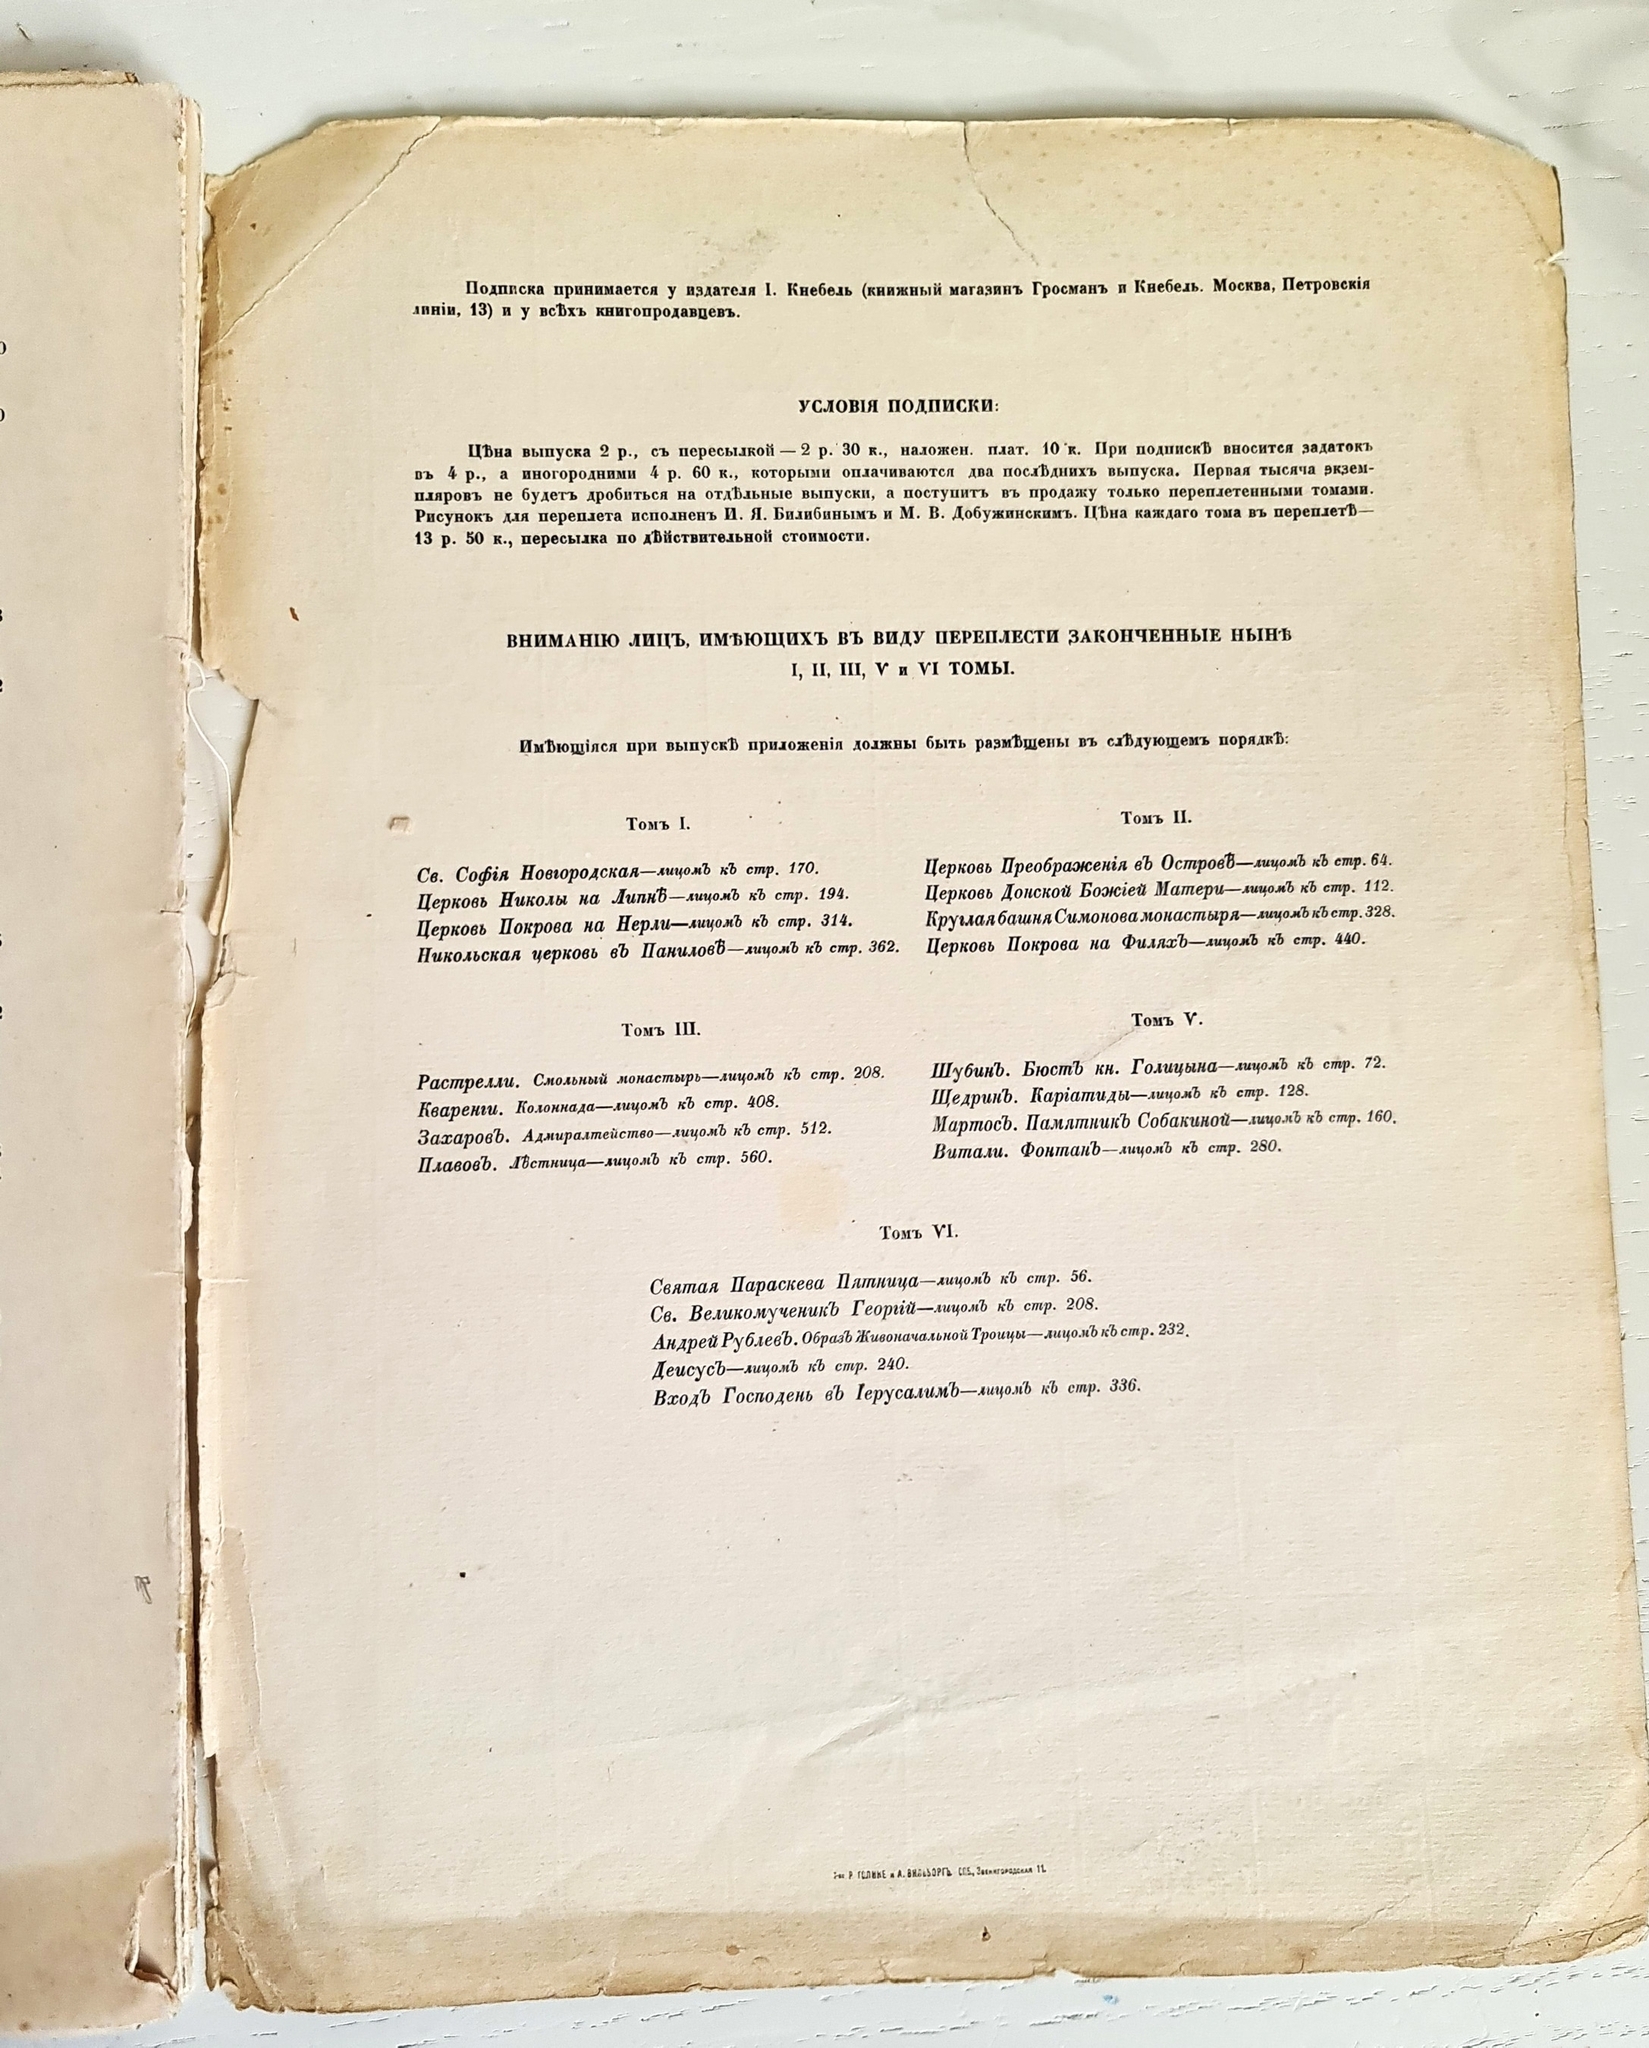 Подписка принимается у издателя I. Кнебель (книжный магазинъ Гросманъ и Кнебель. Москва, Петровскія
линіи, 13) и у всѣхъ книгопродавцевъ.
УСЛОВІЯ ПОДПИСКИ:
Цѣна выпуска 2 р., съ пересылкой — 2 р. 30 к., наложен. плат. 10 к. При подпискѣ вносится задатокъ
въ 4 р., а иногородними 4 р. 60 к., которыми оплачиваются два послѣднихъ выпуска. Первая тысяча экзем-
пляровъ не будетъ дробиться на отдѣльные выпуски, а поступитъ въ продажу только переплетенными томами.
Рисунокъ для переплета исполненъ И. Я. Билибинымъ и М. В. Добужинскимъ. Цѣна каждаго тома въ переплетѣ—
13 р. 50 к., пересылка по дѣйствительной стоимости.
ВНИМАНІЮ ЛИЦЪ, ИМѢЮЩИХЪ ВЪ ВИДУ ПЕРЕПЛЕСТИ ЗАКОНЧЕННЫЕ НЫНѢ
I, II, III, V и VI ТОМЫ.
Имѣющіяся при выпускѣ приложенія должны быть размѣщены въ слѣдующемъ порядкѣ:
Томъ I.
Св. Софія Новгородская—лицомъ къ стр. 170.
Церковь Николы на Липнѣ—лицомъ къ стр. 194.
Церковь Покрова на Нерли—лицомъ къ стр. 314.
Никольская церковь въ Паниловѣ—лицомъ къ стр. 362.
Томъ II.
Церковь Преображенія въ Островѣ—лицомъ къ стр. 64.
Церковь Донской Божіей Матери—лицомъ къ стр. 112.
Круглая башня Симонова монастыря—лицомъ къ стр. 328.
Церковь Покрова на Филяхъ—лицомъ къ стр. 440.
Томъ III.
Растрелли. Смольный монастырь—лицомъ къ стр. 208.
Кваренги. Колоннада—лицомъ къ стр. 408.
Захаровъ. Адмиралтейство—лицомъ къ стр. 512.
Плавовъ. Лѣстница—лицомъ къ стр. 560.
Томъ V.
Шубинъ. Бюстъ кн. Голицына—лицомъ къ стр. 72.
Щедринъ. Каріатиды—лицомъ къ стр. 128.
Мартосъ. Памятникъ Собакиной—лицомъ къ стр. 160.
Витали. Фонтанъ—лицомъ къ стр. 280.
Томъ VI.
Святая Параскева Пятница—лицомъ къ стр. 56.
Св. Великомученикъ Георгій—лицомъ къ стр. 208.
Андрей Рублевъ. Образъ Живоначальной Троицы—лицомъ къ стр. 232.
Деисусъ—лицомъ къ стр. 240.
Входъ Господень въ Іерусалимъ—лицомъ къ стр. 336.
Р. ГОЛИКЕ и А. ВИЛЬБОРГЪ. СПБ., Звенигородская 11.